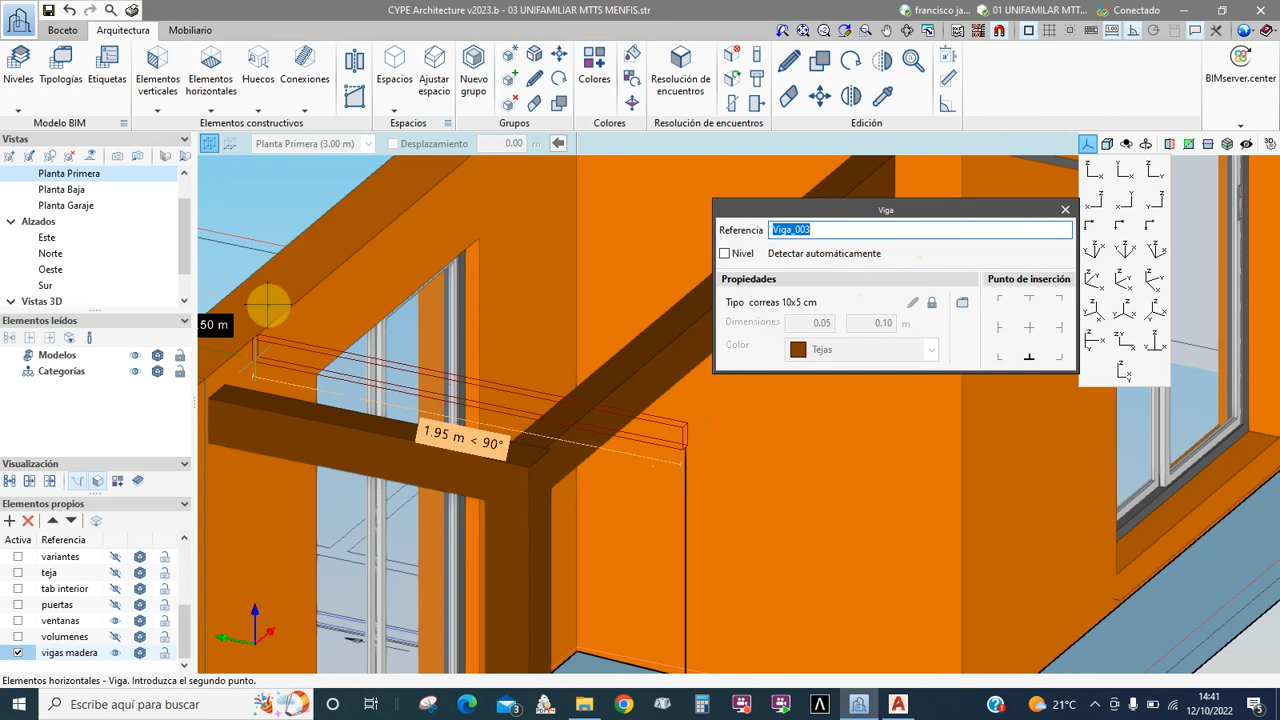 CYPE Architecture v2023.b - 03 UNIFAMILIAR MTTS MENFIS.str
francisco ja...
01 UNIFAMILAR MT...
Conectado
Boceto
Arquitectura
Mobiliario
Niveles
Tipologías
Etiquetas
Elementos verticales
Elementos horizontales
Huecos
Conexiones
Espacios
Ajustar espacio
Nuevo grupo
Colores
Resolución de encuentros
BIMserver.center
Modelo BIM
Elementos constructivos
Espacios
Grupos
Colores
Resolución de encuentros
Edición
Vistas
Planta Primera (3.00 m)
Desplazamiento
0.00 m
Planta Primera
Planta Baja
Planta Garaje
Alzados
Este
Norte
Oeste
Sur
Vistas 3D
Elementos leídos
Modelos
Categorías
Visualización
Elementos propios
Activa Referencia
variantes
teja
tab interior
puertas
ventanas
volumenes
vigas madera
.50 m
1.95 m < 90°
Viga
Referencia Viga_003
Nivel Detectar automáticamente
Propiedades
Punto de inserción
Tipo correas 10x5 cm
Dimensiones 0.05 0.10 m
Color Tejas
Elementos horizontales - Viga. Introduzca el segundo punto.
Escribe aquí para buscar
3
21°C
14:41
12/10/2022